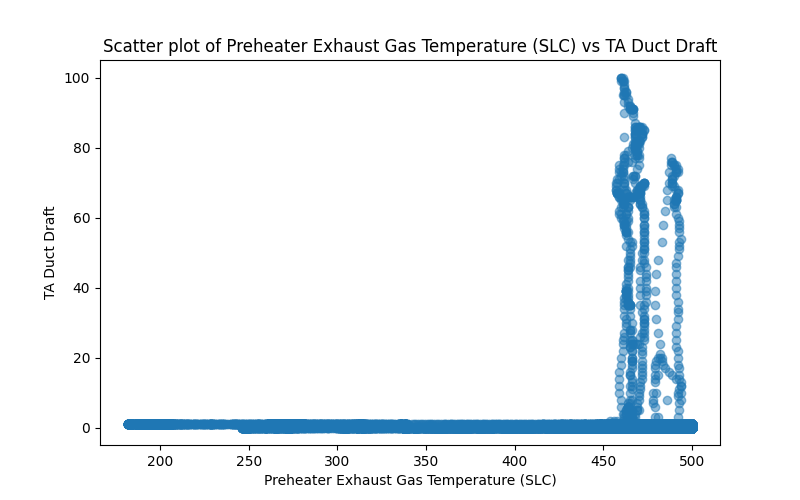 Scatter plot of Preheater Exhaust Gas Temperature (SLC) vs TA Duct Draft
100
80
60
40
20
0
TA Duct Draft
200 250 300 350 400 450 500
Preheater Exhaust Gas Temperature (SLC)